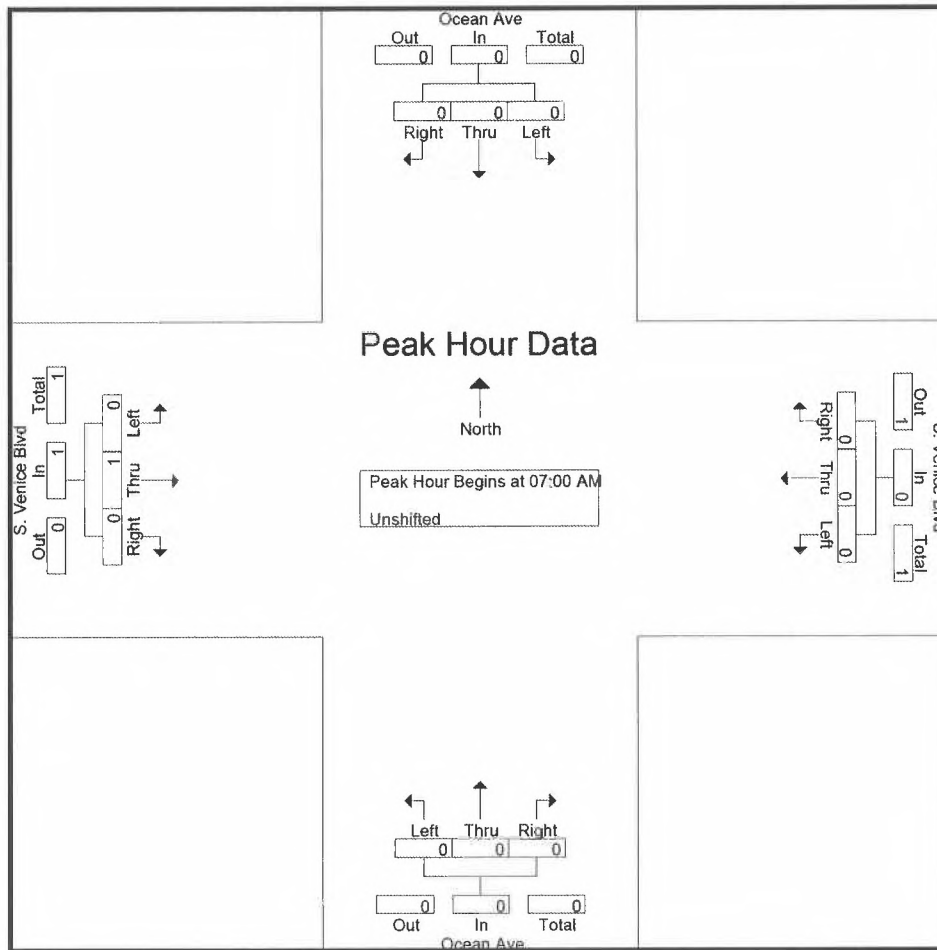 Ocean Ave
Out In Total
0 0 0
0 0 0
Right Thru Left
Peak Hour Data
North
Peak Hour Begins at 07:00 AM
Unshifted
S. Venice Blvd
Out In Total
0 1 1
0 1 0
Right Thru Left
Out In Total
1 0 1
0 0 0
Right Thru Left
Left Thru Right
0 0 0
0 0 0
Out In Total
Ocean Ave